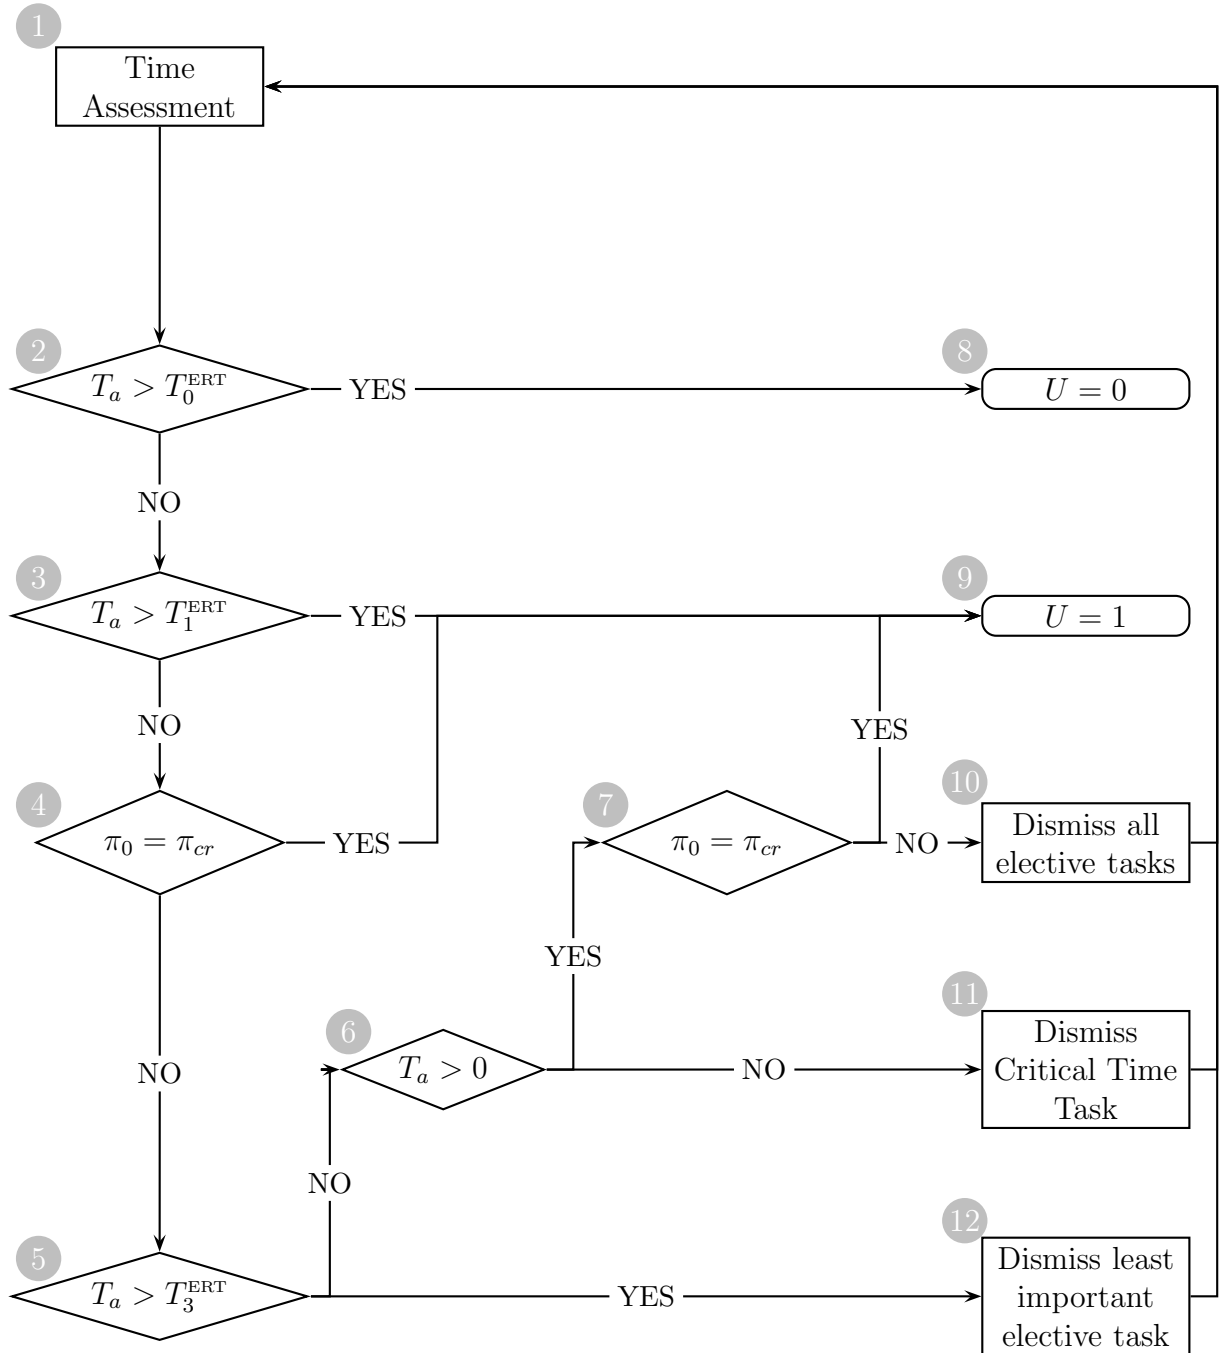 1
Time
Assessment
2
T_a > T_0^ERT
YES
8
U = 0
NO
3
T_a > T_1^ERT
YES
9
U = 1
NO
YES
4
π_0 = π_cr
YES
7
π_0 = π_cr
NO
10
Dismiss all
elective tasks
YES
NO
6
T_a > 0
NO
11
Dismiss
Critical Time
Task
NO
5
T_a > T_3^ERT
YES
12
Dismiss least
important
elective task